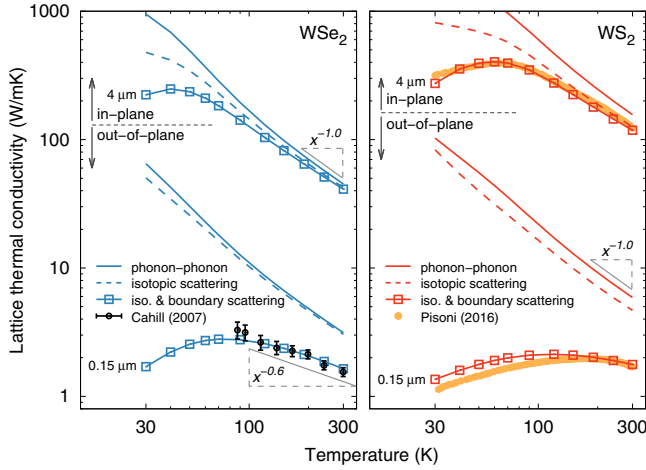 1000
100
10
1
Lattice thermal conductivity (W/mK)
WSe2
4 μm
in−plane
out−of−plane
x−1.0
phonon−phonon
isotopic scattering
iso. & boundary scattering
Cahill (2007)
0.15 μm
x−0.6
30
100
300
WS2
4 μm
in−plane
out−of−plane
x−1.0
phonon−phonon
isotopic scattering
iso. & boundary scattering
Pisoni (2016)
0.15 μm
30
100
300
Temperature (K)
Temperature (K)